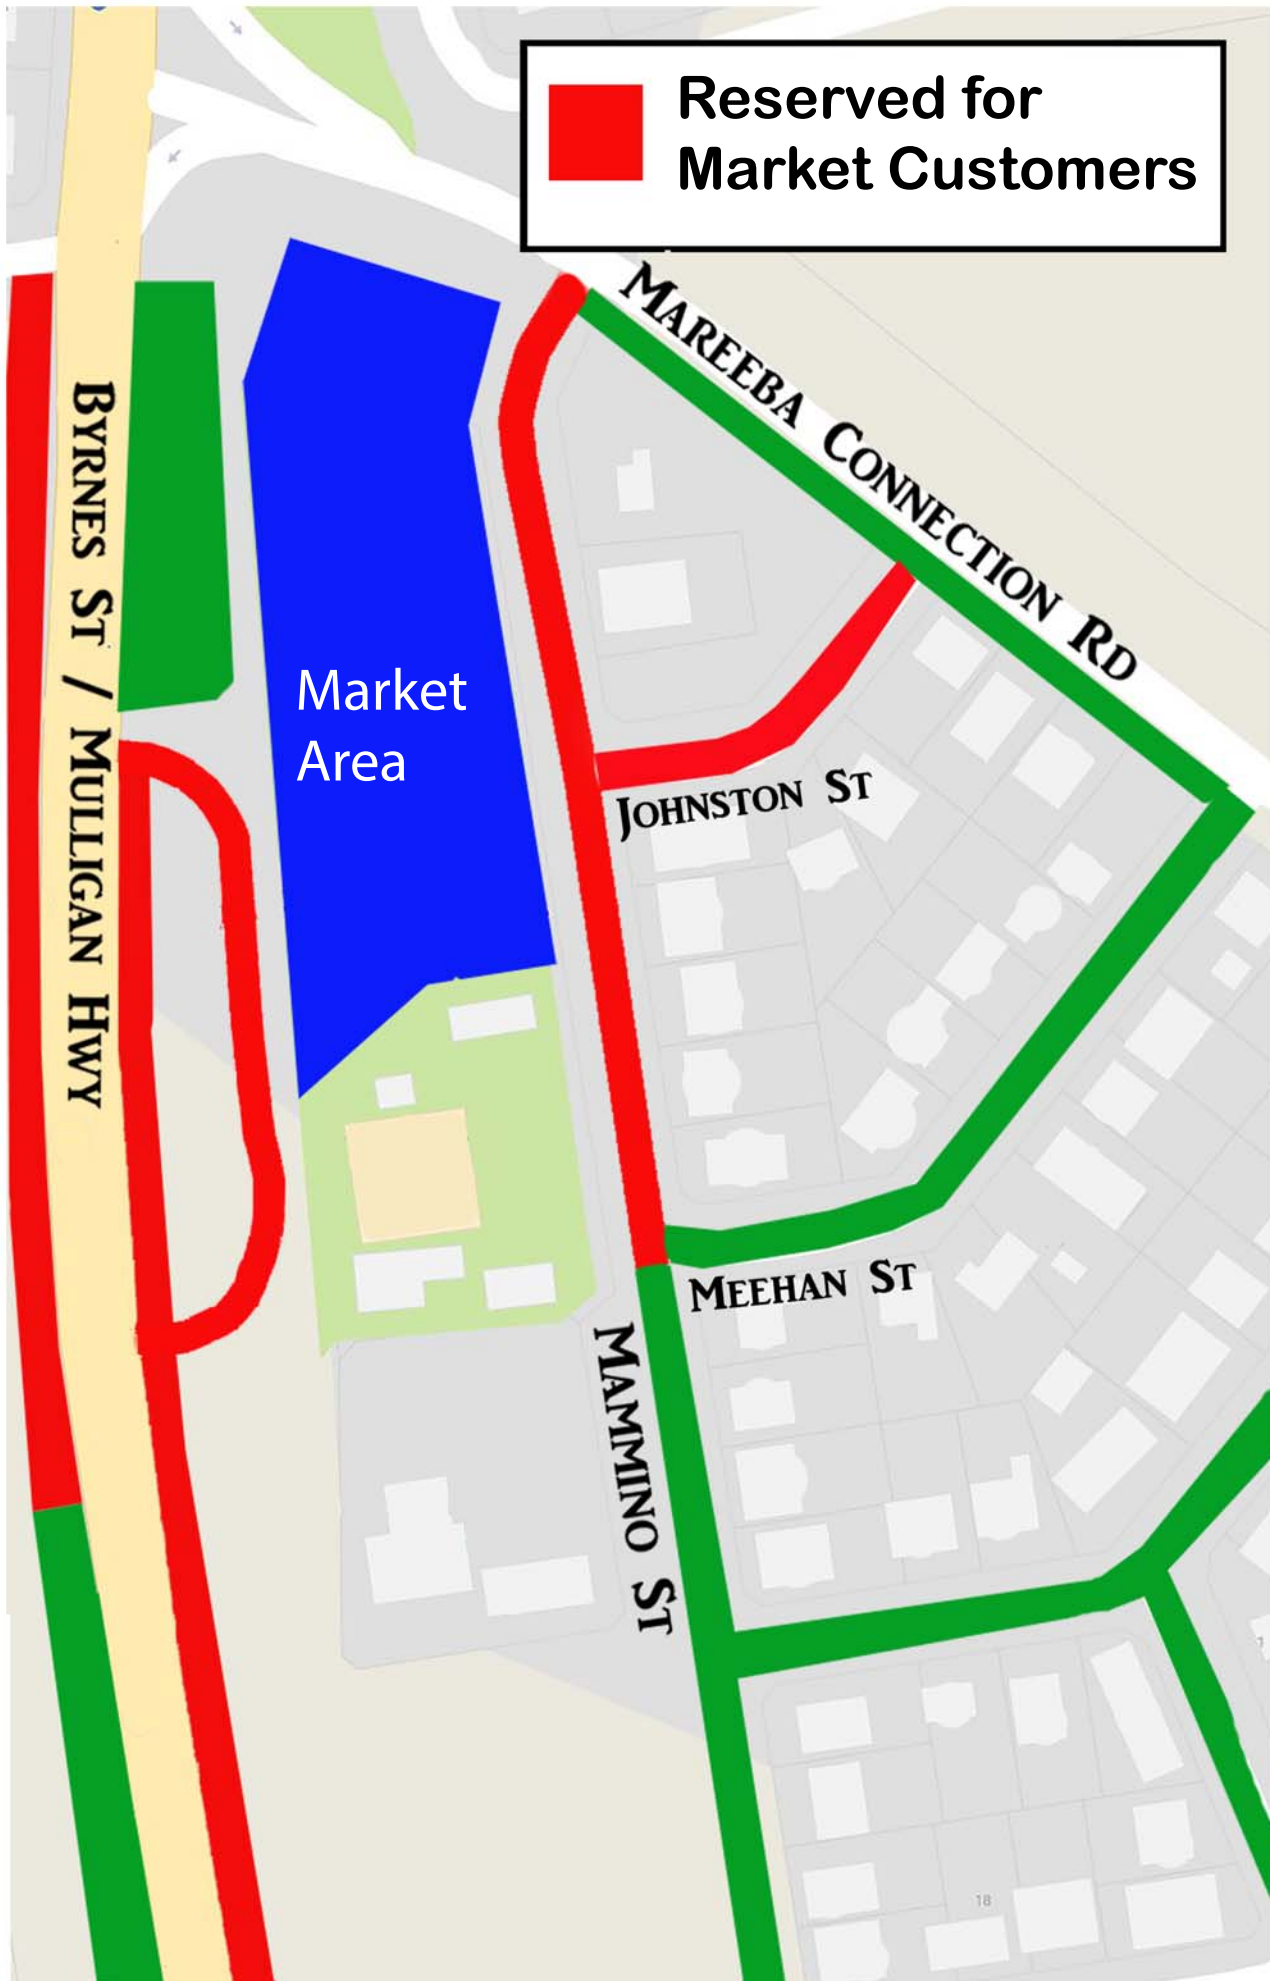 Reserved for
Market Customers
MAREEBA CONNECTION RD
BYRNES ST / MULLIGAN HWY
Market
Area
JOHNSTON ST
MEEHAN ST
MAMMINO ST
18